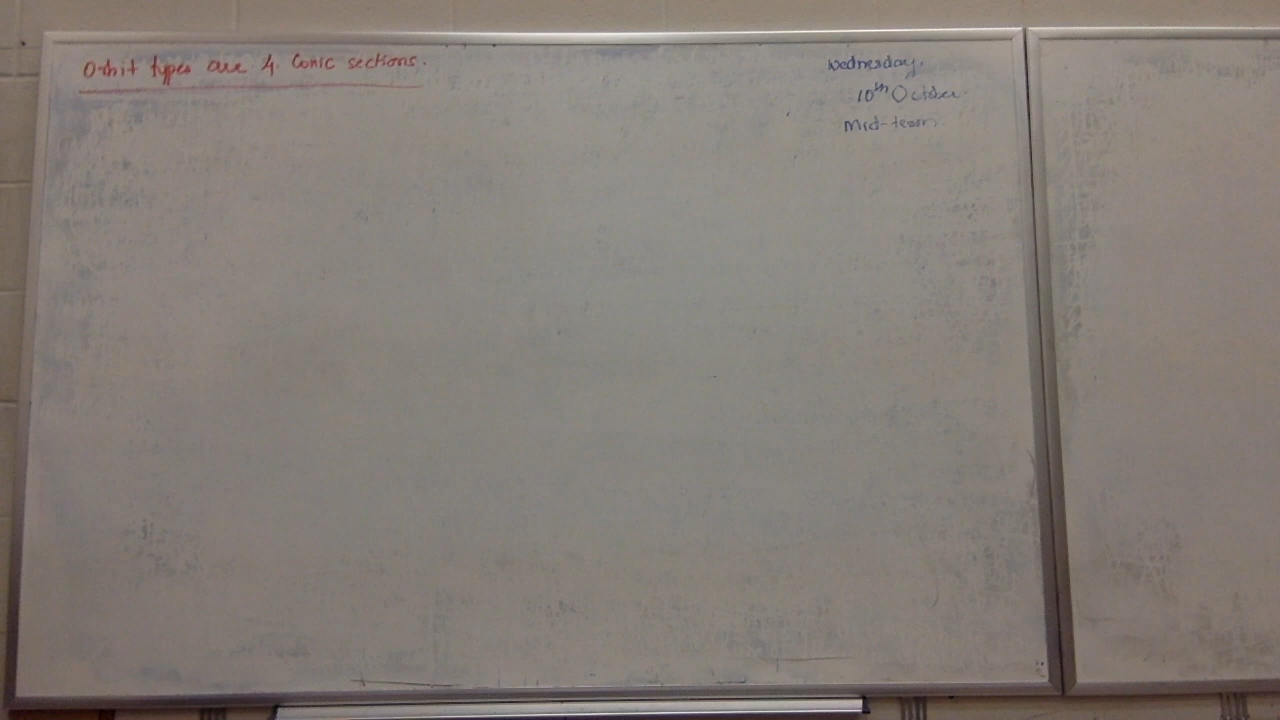 Orbit types are 4. Conic sections.
Wednesday.
10th October.
Mid-term